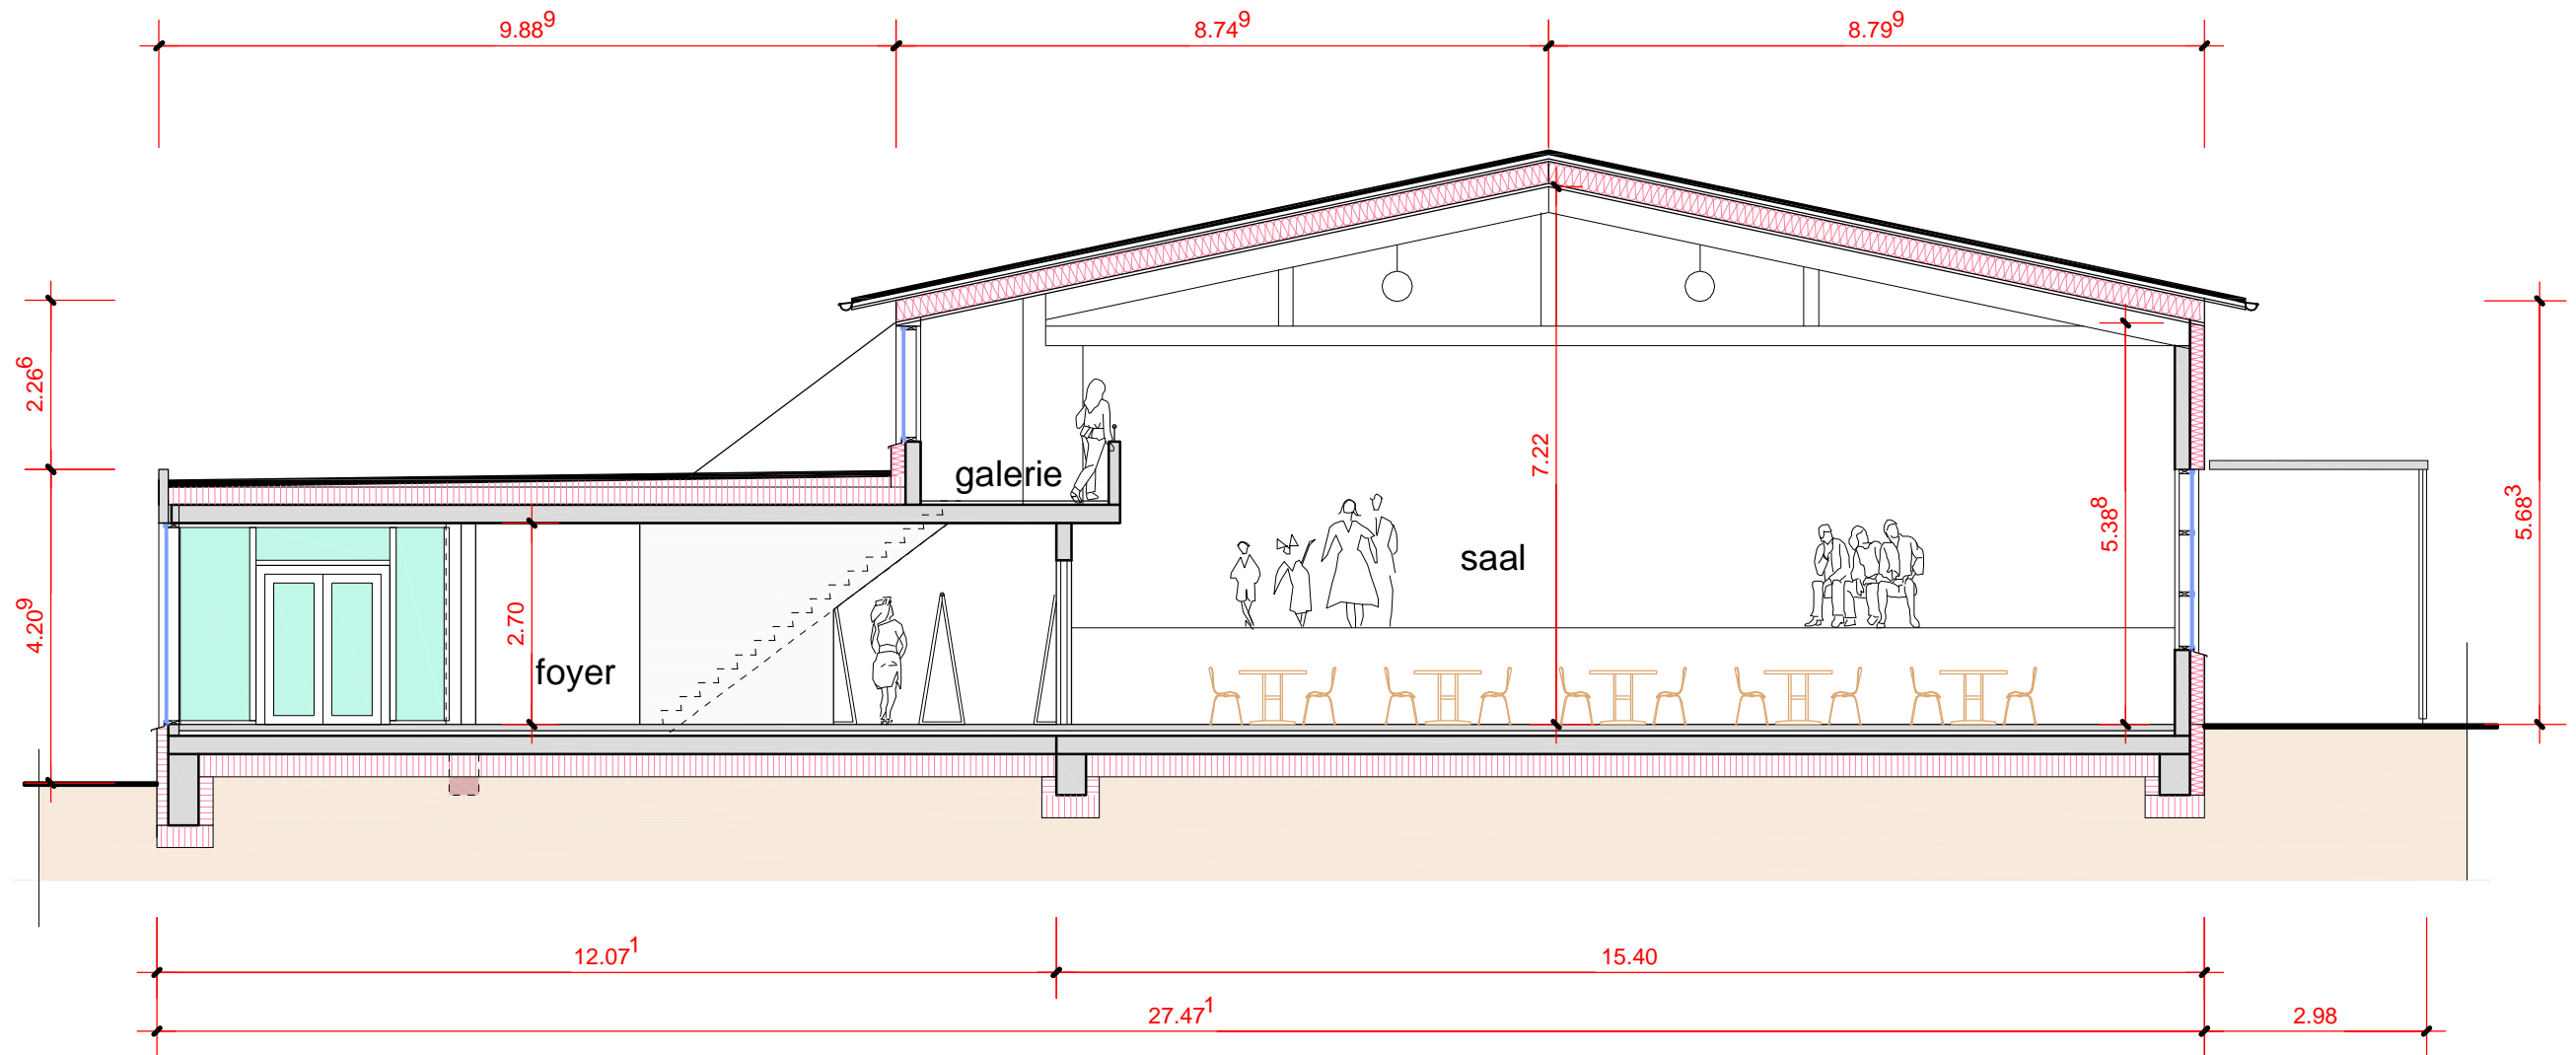 9.88⁹ 8.74⁹ 8.79⁹
2.26⁶
galerie
7.22
5.38⁸
5.68³
saal
4.20⁹
2.70
foyer
12.07¹ 15.40
27.47¹ 2.98